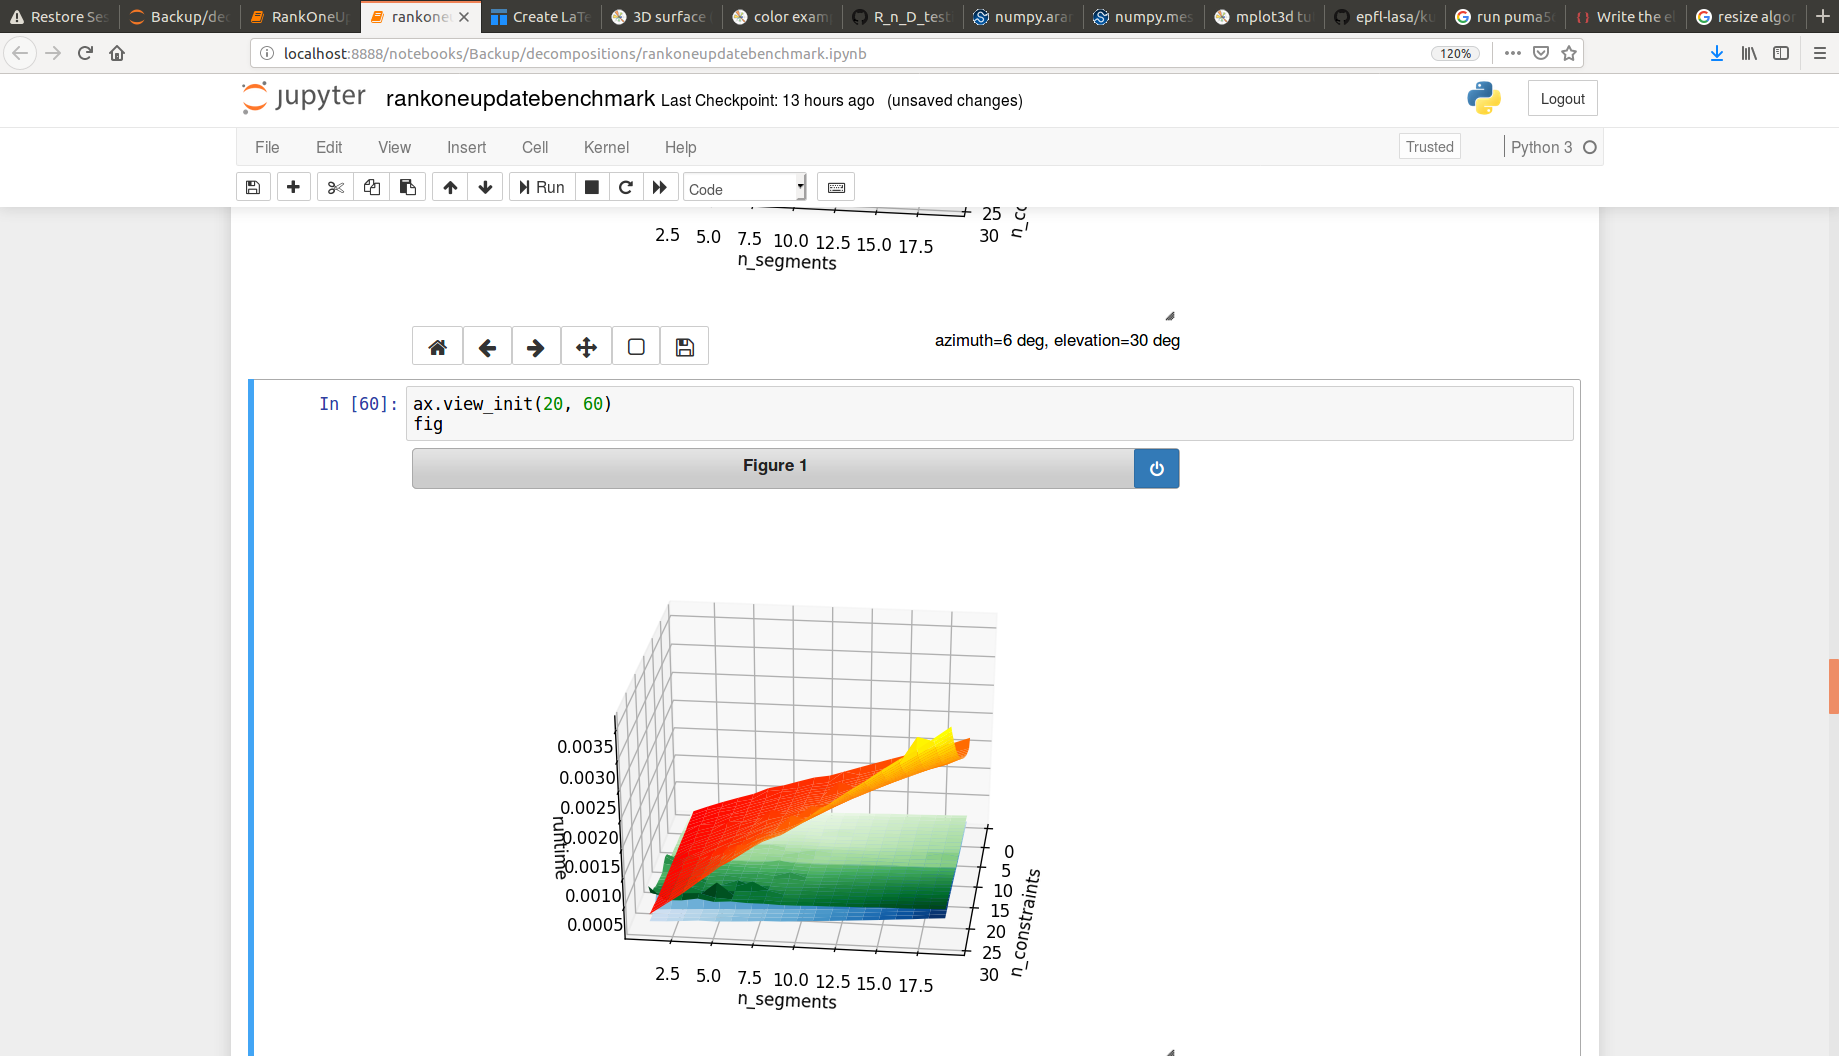 Restore Ses
Backup/dec
RankOneUp
rankoneu
Create LaTe
3D surface
color examp
R_n_D_test
numpy.aran
numpy.mes
mplot3d tu
epfl-lasa/ku
run puma56
Write the el
resize algor
localhost:8888/notebooks/Backup/decompositions/rankoneupdatebenchmark.ipynb
120%
jupyter rankoneupdatebenchmark Last Checkpoint: 13 hours ago (unsaved changes)
Logout
File Edit View Insert Cell Kernel Help
Trusted
Python 3
Run
Code
25
30
n_co
2.5 5.0 7.5 10.0 12.5 15.0 17.5
n_segments
azimuth=6 deg, elevation=30 deg
In [60]:
ax.view_init(20, 60)
fig
Figure 1
0.0035
0.0030
0.0025
0.0020
0.0015
0.0010
0.0005
runtime
0
5
10
15
20
25
30
n_constraints
2.5 5.0 7.5 10.0 12.5 15.0 17.5
n_segments